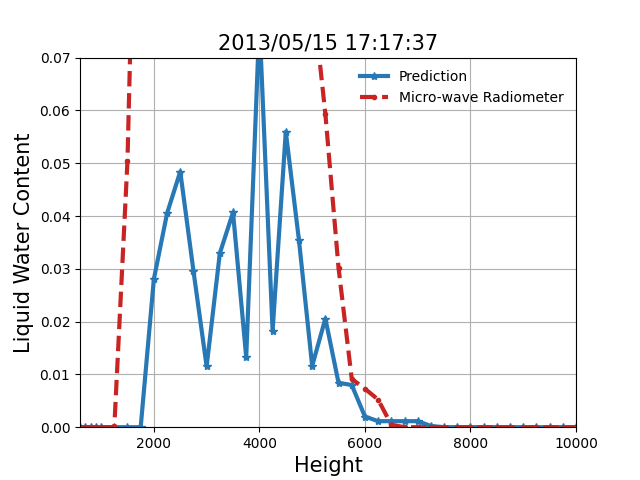 2013/05/15 17:17:37
0.07
0.06
0.05
0.04
0.03
0.02
0.01
0.00
Liquid Water Content
Prediction
Micro-wave Radiometer
2000 4000 6000 8000 10000
Height